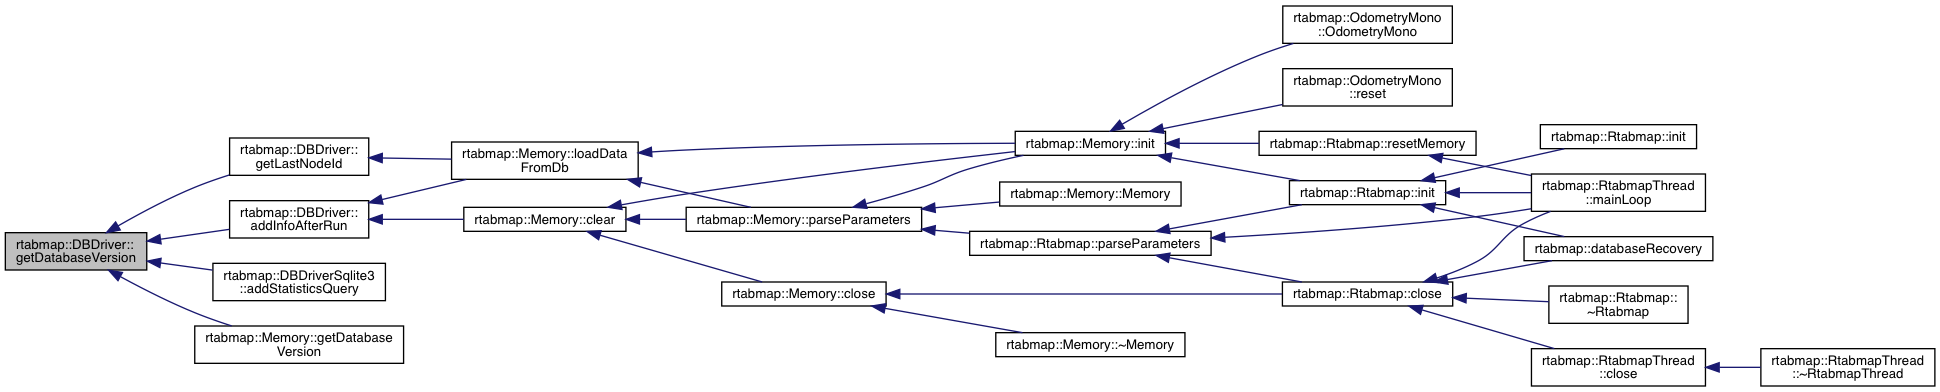 rtabmap::DBDriver::
getDatabaseVersion
rtabmap::DBDriver::
getLastNodeId
rtabmap::DBDriver::
addInfoAfterRun
rtabmap::DBDriverSqlite3
::addStatisticsQuery
rtabmap::Memory::getDatabase
Version
rtabmap::Memory::loadData
FromDb
rtabmap::Memory::clear
rtabmap::Memory::parseParameters
rtabmap::Memory::close
rtabmap::Memory::init
rtabmap::Memory::Memory
rtabmap::Rtabmap::parseParameters
rtabmap::Memory::~Memory
rtabmap::OdometryMono
::OdometryMono
rtabmap::OdometryMono
::reset
rtabmap::Rtabmap::resetMemory
rtabmap::Rtabmap::init
rtabmap::Rtabmap::close
rtabmap::Rtabmap::init
rtabmap::RtabmapThread
::mainLoop
rtabmap::databaseRecovery
rtabmap::Rtabmap::
~Rtabmap
rtabmap::RtabmapThread
::close
rtabmap::RtabmapThread
::~RtabmapThread